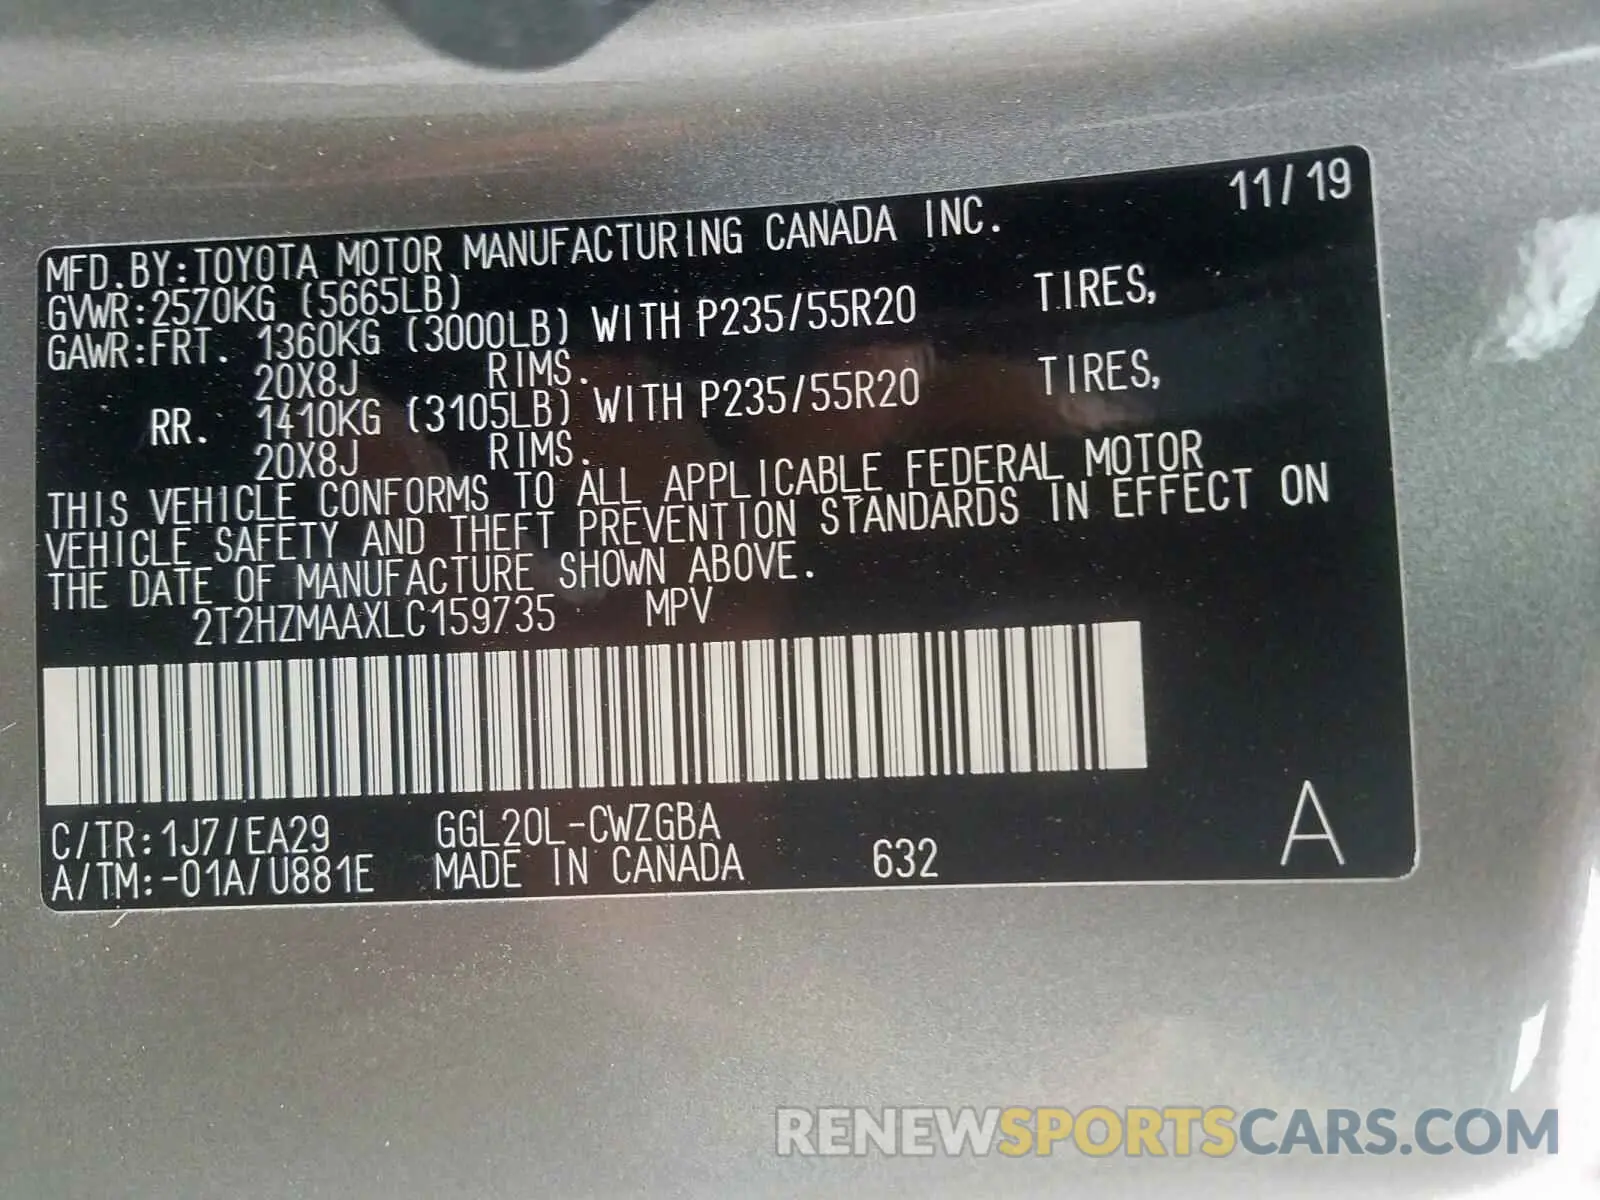 11/19
MFD.BY:TOYOTA MOTOR MANUFACTURING CANADA INC.
GVWR:2570KG (5665LB)
GAWR:FRT. 1360KG (3000LB) WITH P235/55R20 TIRES,
20X8J RIMS.
RR. 1410KG (3105LB) WITH P235/55R20 TIRES,
20X8J RIMS.
THIS VEHICLE CONFORMS TO ALL APPLICABLE FEDERAL MOTOR
VEHICLE SAFETY AND THEFT PREVENTION STANDARDS IN EFFECT ON
THE DATE OF MANUFACTURE SHOWN ABOVE.
2T2HZMAAXLC159735 MPV
C/TR:1J7/EA29 GGL20L-CWZGBA
A/TM:-01A/U881E MADE IN CANADA 632 A
RENEWSPORTSCARS.COM